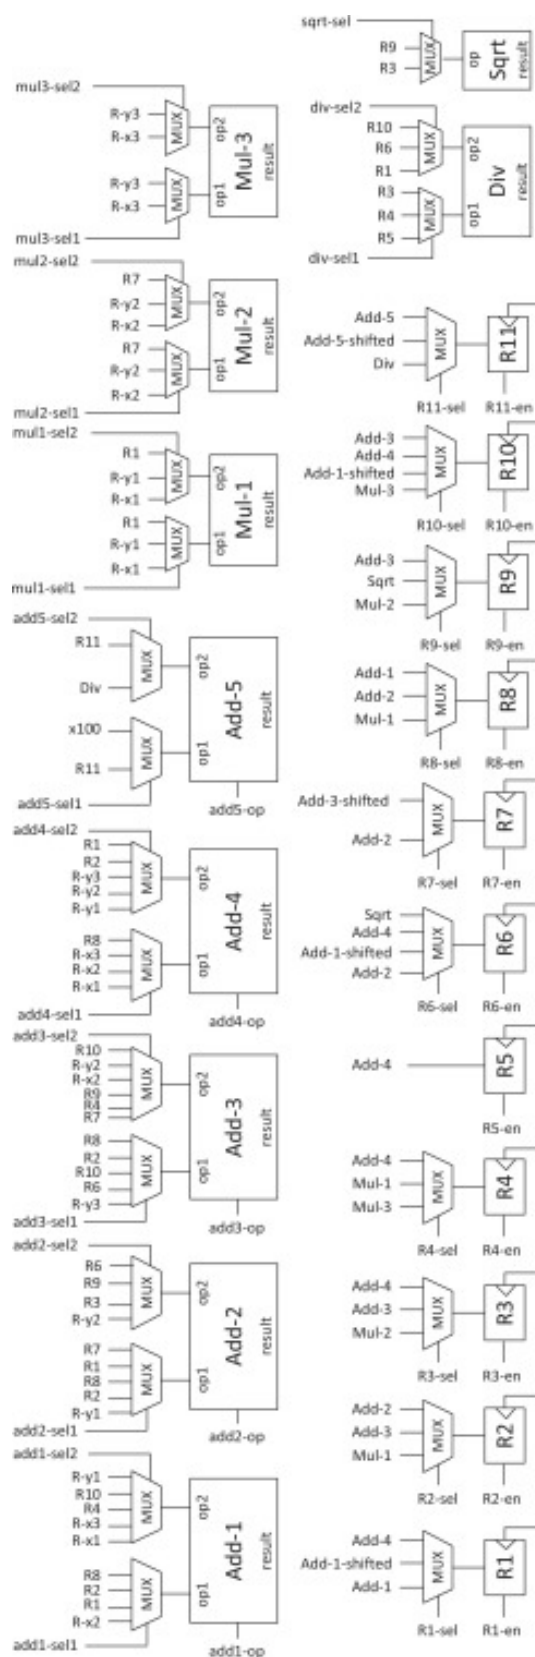 sqrt-sel
R9
R3
MUX
op
Sqrt
result
mul3-sel2
R-y3
R-x3
MUX
R-y3
R-x3
MUX
mul3-sel1
op2
op1
Mul-3
result
div-sel2
R10
R6
R1
MUX
R3
R4
R5
MUX
div-sel1
op2
op1
Div
result
mul2-sel2
R7
R-y2
R-x2
MUX
R7
R-y2
R-x2
MUX
mul2-sel1
op2
op1
Mul-2
result
Add-5
Add-5-shifted
Div
MUX
R11
R11-sel
R11-en
mul1-sel2
R1
R-y1
R-x1
MUX
R1
R-y1
R-x1
MUX
mul1-sel1
op2
op1
Mul-1
result
Add-3
Add-4
Add-1-shifted
Mul-3
MUX
R10
R10-sel
R10-en
Add-3
Sqrt
Mul-2
MUX
R9
R9-sel
R9-en
add5-sel2
R11
Div
MUX
x100
R11
MUX
add5-sel1
op2
op1
Add-5
result
add5-op
Add-1
Add-2
Mul-1
MUX
R8
R8-sel
R8-en
Add-3-shifted
Add-2
MUX
R7
R7-sel
R7-en
add4-sel2
R1
R2
R-y3
R-y2
R-y1
MUX
R8
R-x3
R-x2
R-x1
MUX
add4-sel1
op2
op1
Add-4
result
add4-op
Sqrt
Add-4
Add-1-shifted
Add-2
MUX
R6
R6-sel
R6-en
add3-sel2
R10
R-y2
R-x2
R9
R4
R7
MUX
R8
R2
R10
R6
R-y3
MUX
add3-sel1
op2
op1
Add-3
result
add3-op
Add-4
R5
R5-en
Add-4
Mul-1
Mul-3
MUX
R4
R4-sel
R4-en
add2-sel2
R6
R9
R3
R-y2
MUX
R7
R1
R8
R2
R-y1
MUX
add2-sel1
op2
op1
Add-2
result
add2-op
Add-4
Add-3
Mul-2
MUX
R3
R3-sel
R3-en
Add-2
Add-3
Mul-1
MUX
R2
R2-sel
R2-en
add1-sel2
R-y1
R10
R4
R-x3
R-x1
MUX
R8
R2
R1
R-x2
MUX
add1-sel1
op2
op1
Add-1
result
add1-op
Add-4
Add-1-shifted
Add-1
MUX
R1
R1-sel
R1-en